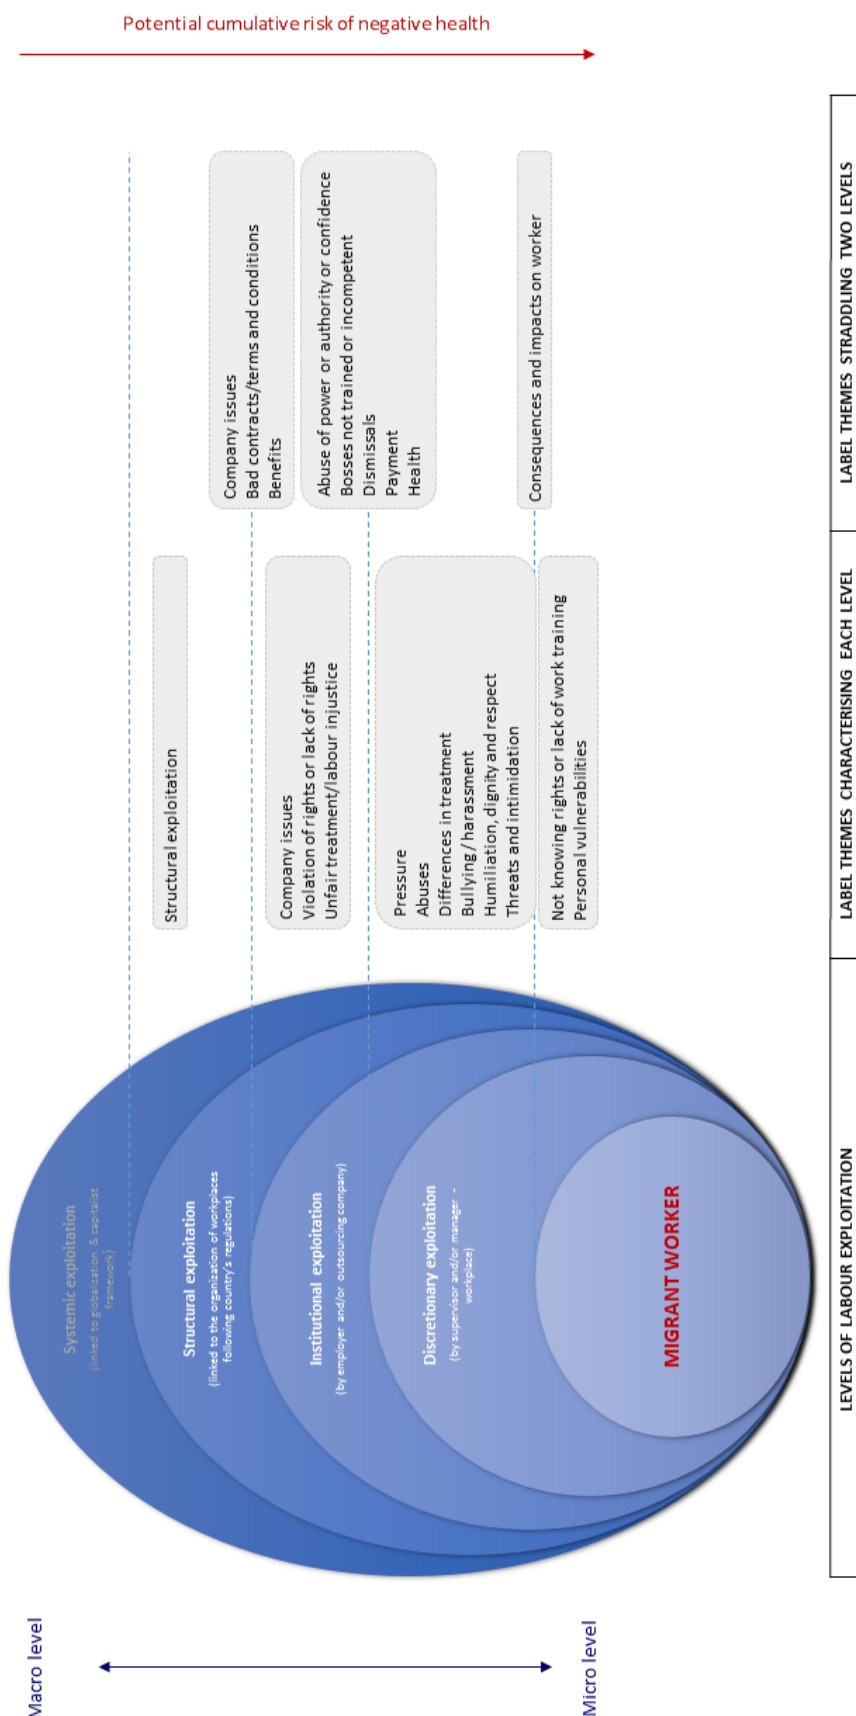 Macro level
Micro level
Systemic exploitation
(linked to globalization & capitalist
framework)
Structural exploitation
(linked to the organization of workplaces
following country's regulations)
Institutional exploitation
(by employer and/or outsourcing company)
Discretionary exploitation
(by supervisor and/or manager -
workplace)
MIGRANT WORKER
LEVELS OF LABOUR EXPLOITATION
Structural exploitation
Company issues
Violation of rights or lack of rights
Unfair treatment/labour injustice
Pressure
Abuses
Differences in treatment
Bullying/harassment
Humiliation, dignity and respect
Threats and intimidation
Not knowing rights or lack of work training
Personal vulnerabilities
LABEL THEMES CHARACTERISING EACH LEVEL
Company issues
Bad contracts/terms and conditions
Benefits
Abuse of power or authority or confidence
Bosses not trained or incompetent
Dismissals
Payment
Health
Consequences and impacts on worker
LABEL THEMES STRADDLING TWO LEVELS
Potential cumulative risk of negative health